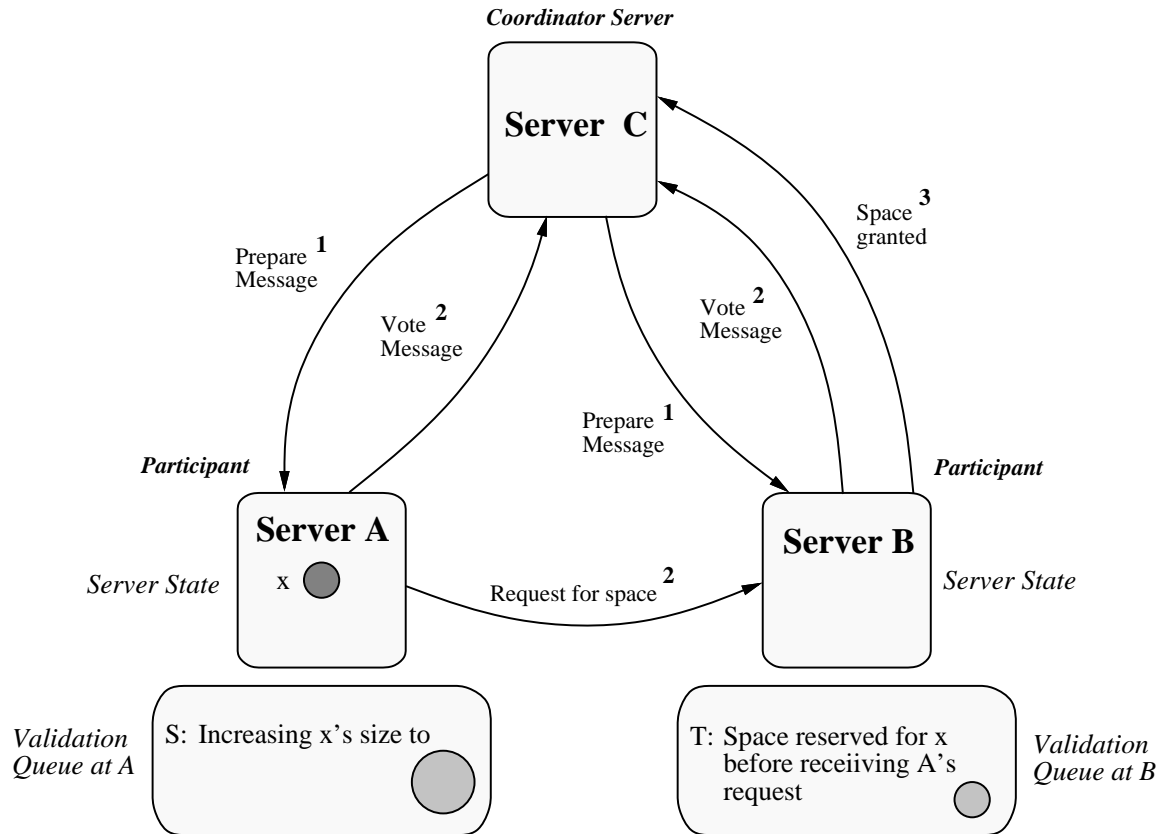 Coordinator Server
Server C
Prepare 1
Message
Vote 2
Message
Vote 2
Message
Space 3
granted
Prepare 1
Message
Participant
Participant
Server A
x
Server State
Request for space 2
Server B
Server State
Validation
Queue at A
S: Increasing x's size to
T: Space reserved for x
before receiiving A's
request
Validation
Queue at B